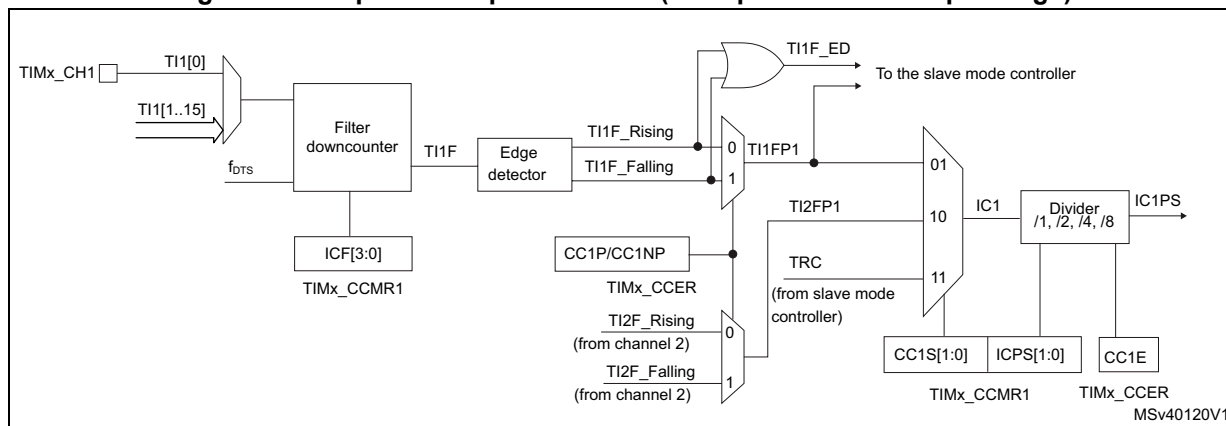 TI1[0]
TIMx_CH1
TI1[1..15]
fDTS
Filter
downcounter
ICF[3:0]
TIMx_CCMR1
TI1F
Edge
detector
TI1F_Rising
TI1F_Falling
TI1F_ED
To the slave mode controller
0
1
TI1FP1
CC1P/CC1NP
TIMx_CCER
TI2F_Rising
(from channel 2)
TI2F_Falling
(from channel 2)
0
1
TI2FP1
TRC
(from slave mode
controller)
01
10
11
IC1
Divider
/1, /2, /4, /8
IC1PS
CC1S[1:0]
ICPS[1:0]
CC1E
TIMx_CCMR1
TIMx_CCER
MSv40120V1